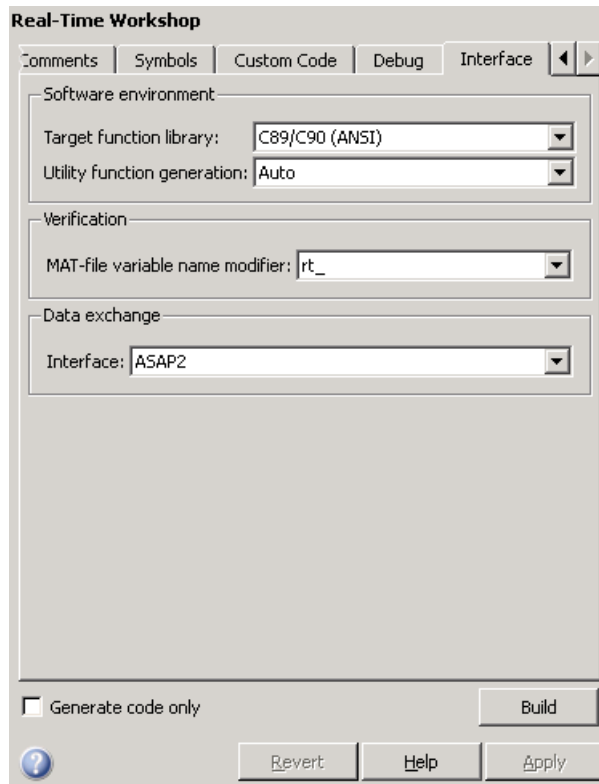 Real-Time Workshop
Comments Symbols Custom Code Debug Interface
Software environment
Target function library: C89/C90 (ANSI)
Utility function generation: Auto
Verification
MAT-file variable name modifier: rt_
Data exchange
Interface: ASAP2
Generate code only Build
Revert Help Apply